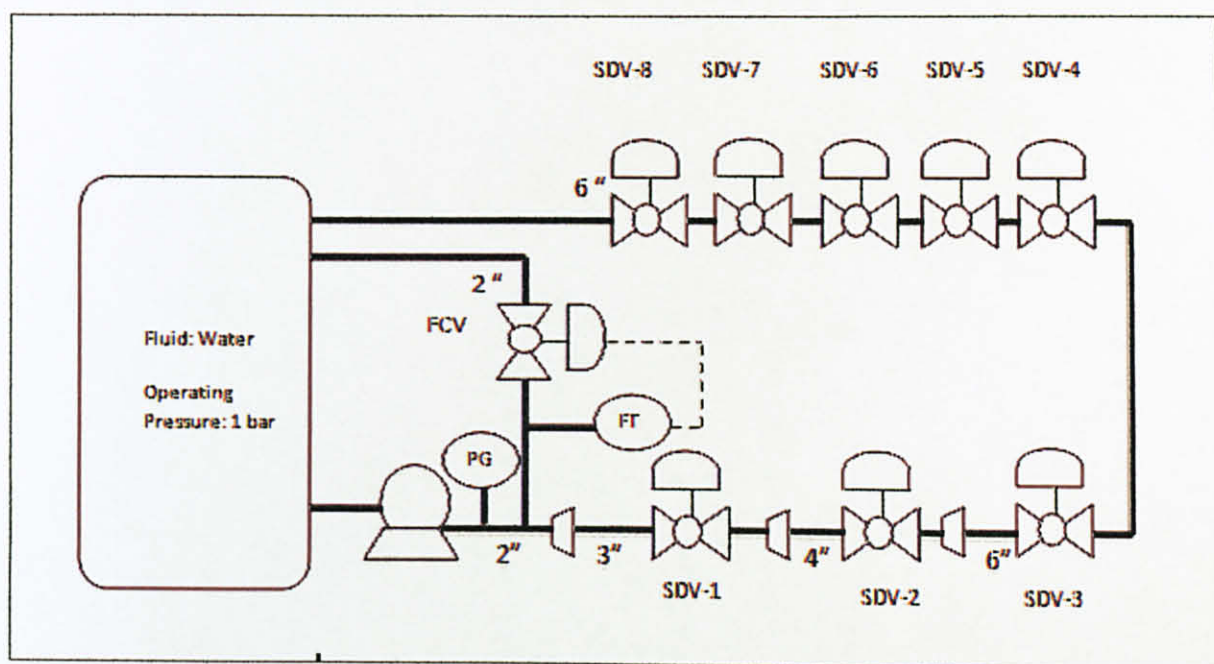 SDV-8 SDV-7 SDV-6 SDV-5 SDV-4
6"
2"
FCV
Fluid: Water
Operating
Pressure: 1 bar
FT
PG
2" 3" 4" 6"
SDV-1 SDV-2 SDV-3